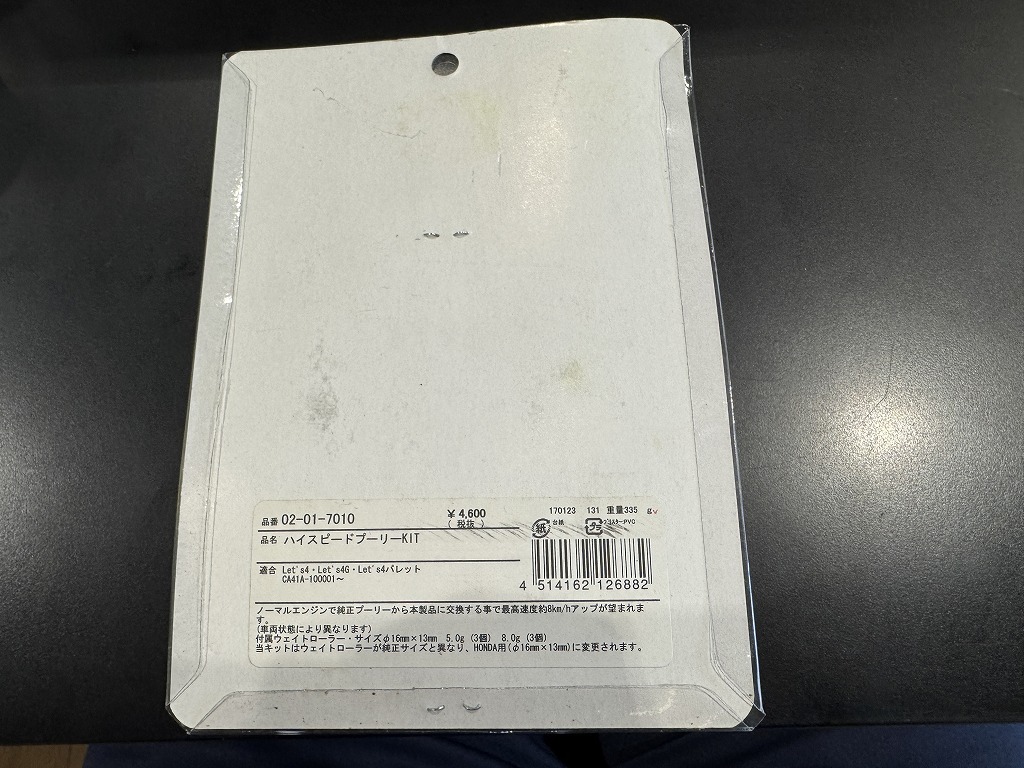 品番 02-01-7010 ￥4,600 170123 131 重量335 g
(税抜) 紙 台紙 プラ ブリスター:PVC
品名 ハイスピードプーリーKIT
適合 Let's4・Let's4G・Let's4パレット
CA41A-100001～
4 514162 126882
ノーマルエンジンで純正プーリーから本製品に交換する事で最高速度約8km/hアップが望まれま
す。
(車両状態により異なります)
付属ウェイトローラー・サイズφ16mm×13mm 5.0g (3個) 8.0g (3個)
当キットはウェイトローラーが純正サイズと異なり、HONDA用(φ16mm×13mm)に変更されます。